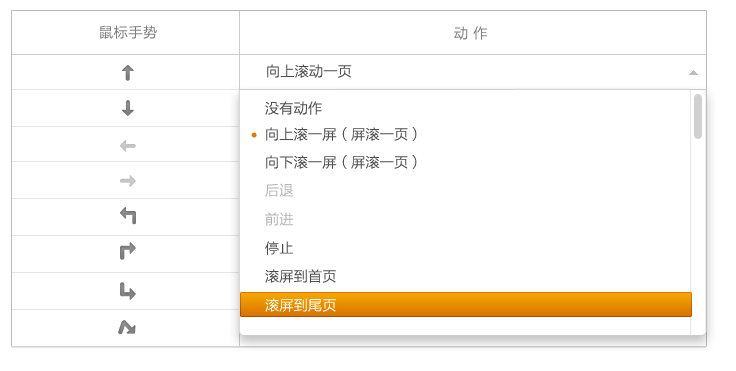 鼠标手势
动 作
向上滚动一页
没有动作
向上滚一屏（屏滚一页）
向下滚一屏（屏滚一页）
后退
前进
停止
滚屏到首页
滚屏到尾页